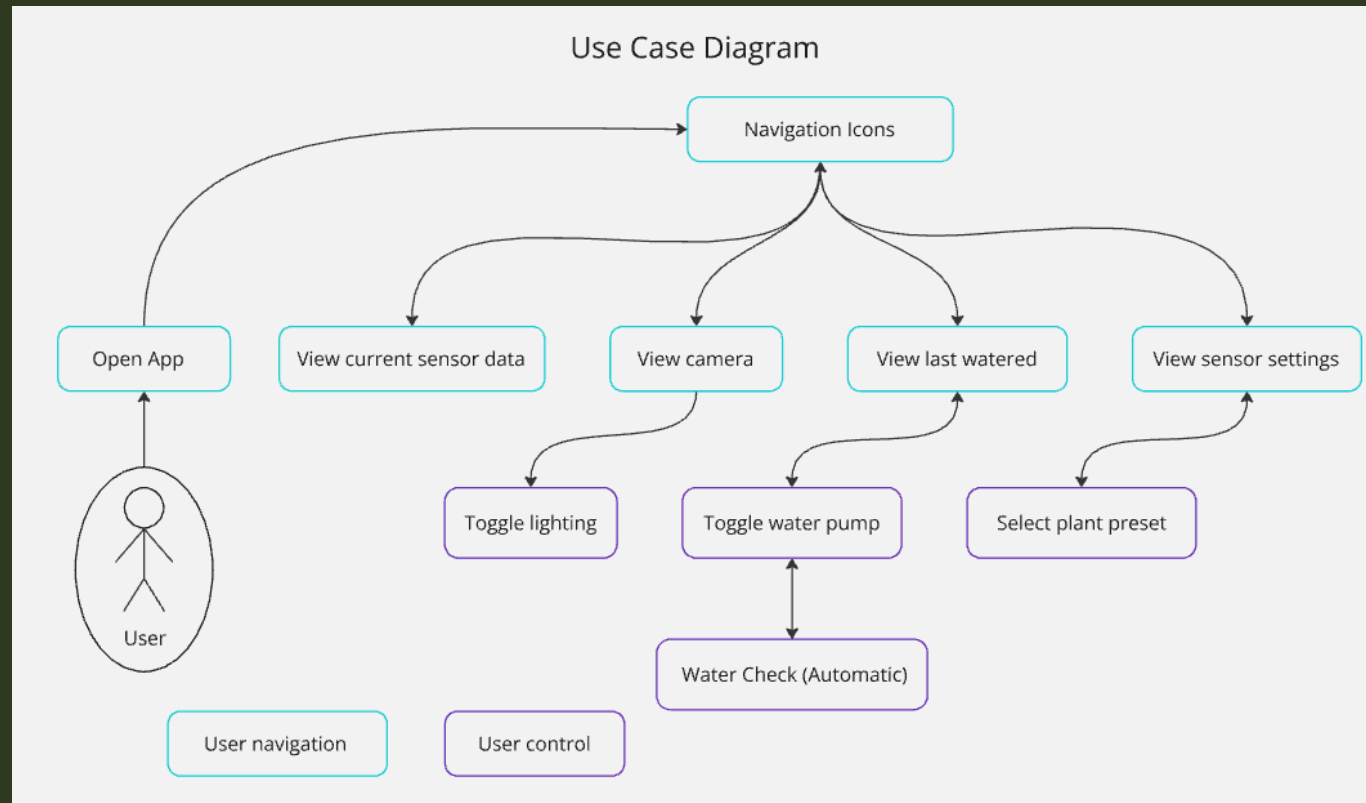 Use Case Diagram
Navigation Icons
Open App
View current sensor data
View camera
View last watered
View sensor settings
Toggle lighting
Toggle water pump
Select plant preset
User
Water Check (Automatic)
User navigation
User control